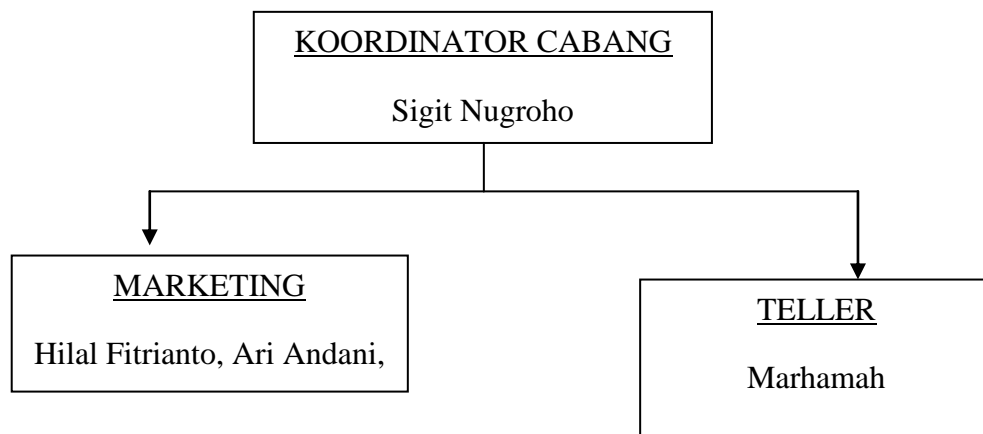 KOORDINATOR CABANG
Sigit Nugroho
MARKETING
Hilal Fitrianto, Ari Andani,
TELLER
Marhamah